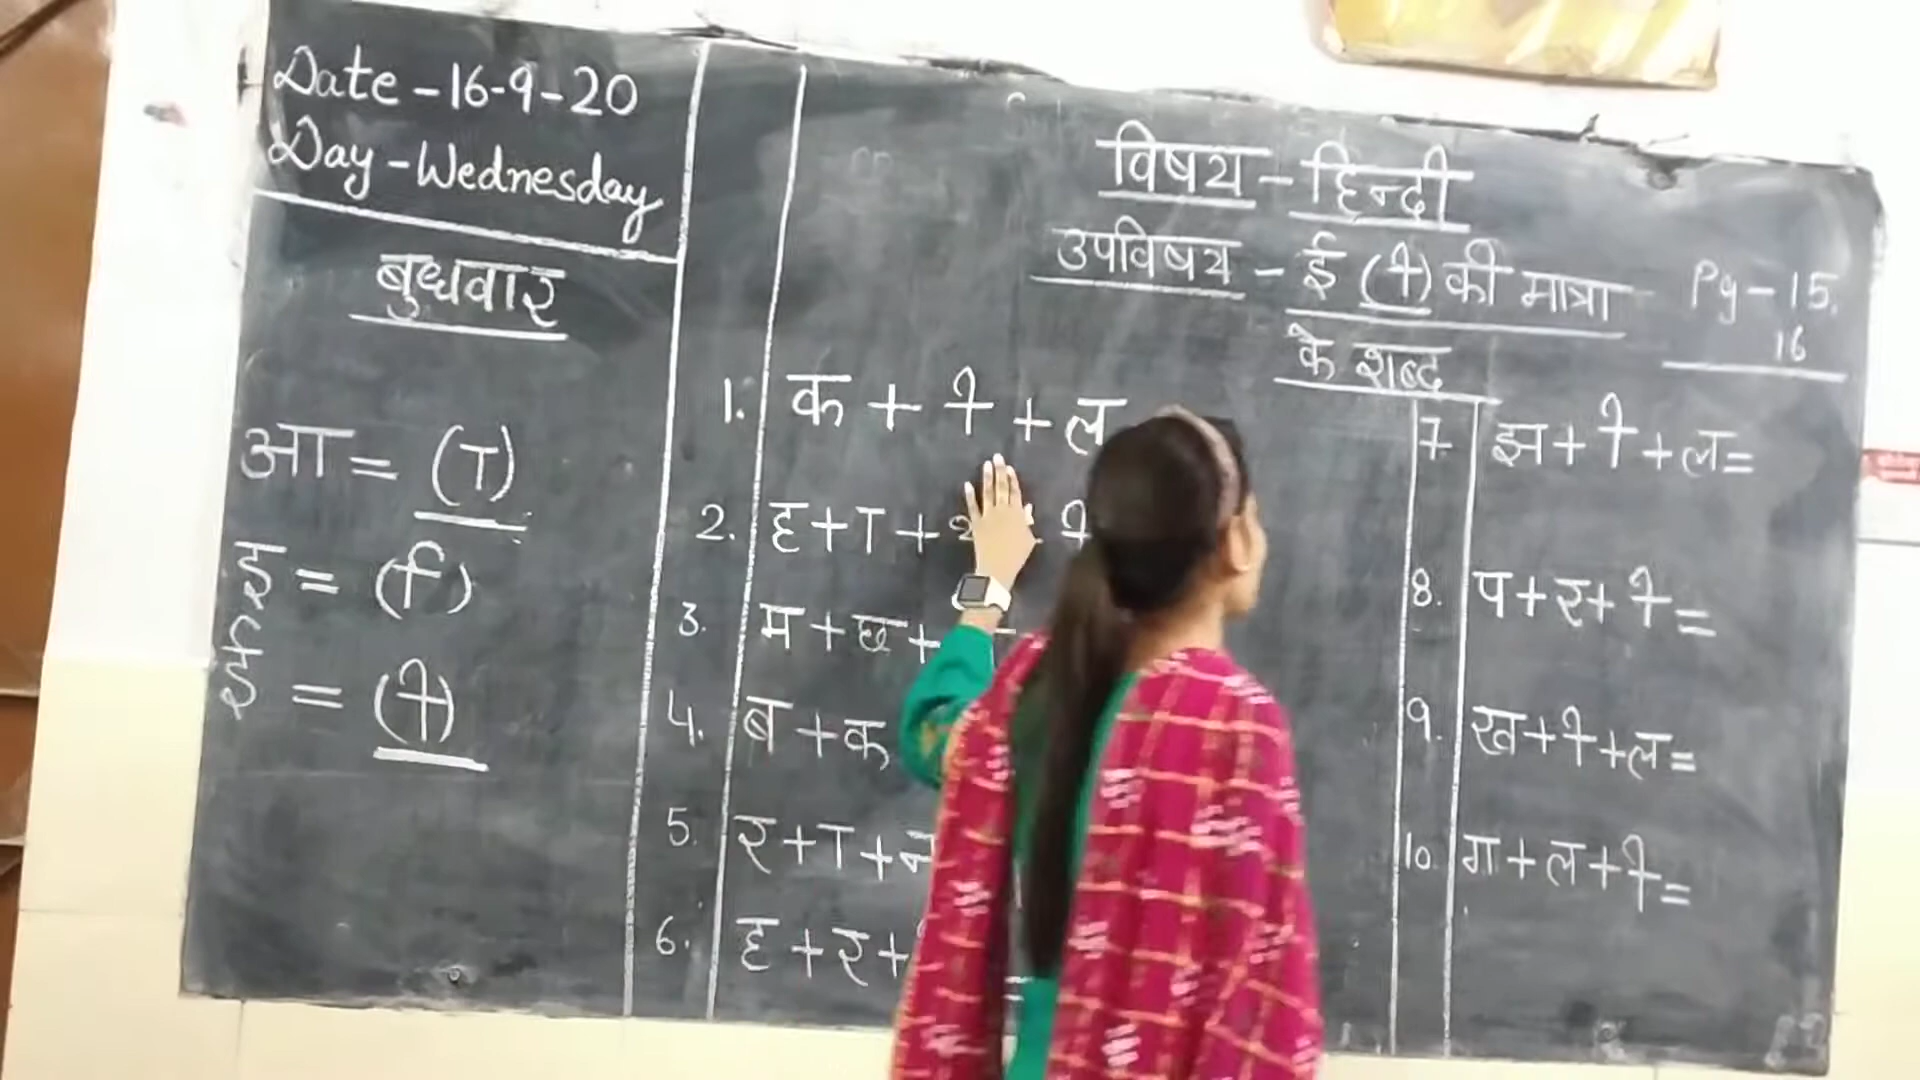 Date - 16-9-20
Day - Wednesday
बुधवार
आ = (ा)
इ = (ि)
ई = (ी)
विषय - हिन्दी
उपविषय - ई (ी) की मात्रा
के शब्द
Pg - 15,
16
1. क + ी + ल
2. ह + ा +
3. म + छ +
4. ब + क
5. र + ा + न
6. ह + र +
7. झ + ी + ल =
8. प + र + ी =
9. ख + ी + ल =
10. ग + ल + ी =